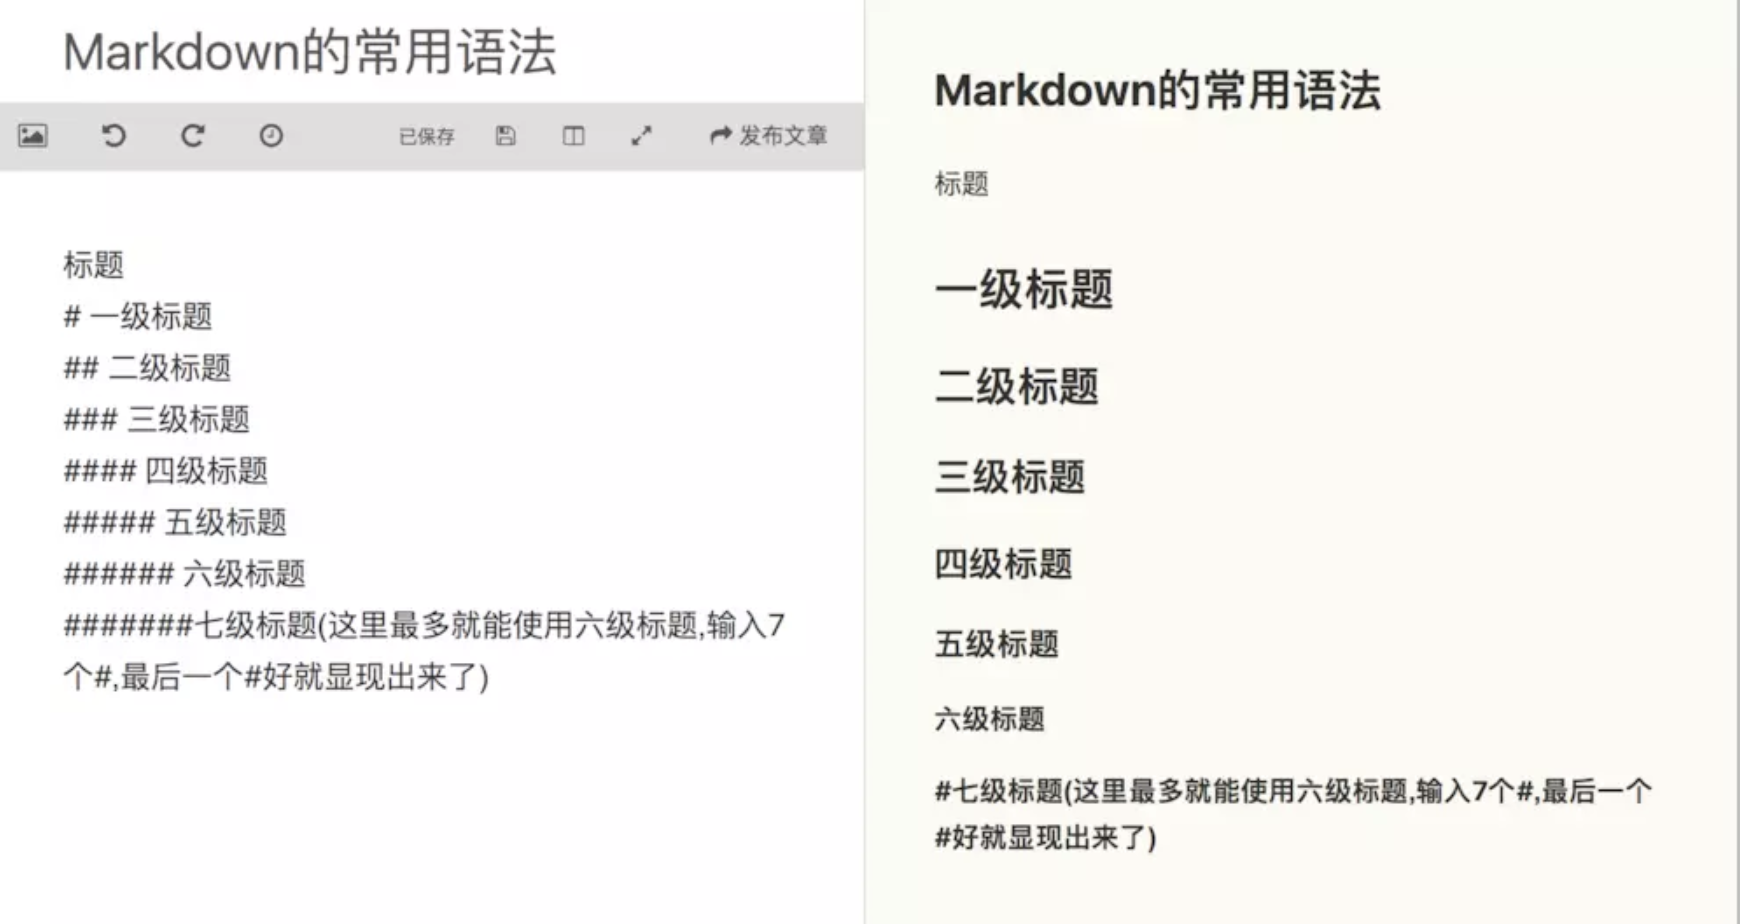 Markdown的常用语法
已保存
发布文章
标题
# 一级标题
## 二级标题
### 三级标题
#### 四级标题
##### 五级标题
###### 六级标题
#######七级标题(这里最多就能使用六级标题,输入7
个#,最后一个#好就显现出来了)
Markdown的常用语法
标题
一级标题
二级标题
三级标题
四级标题
五级标题
六级标题
#七级标题(这里最多就能使用六级标题,输入7个#,最后一个
#好就显现出来了)